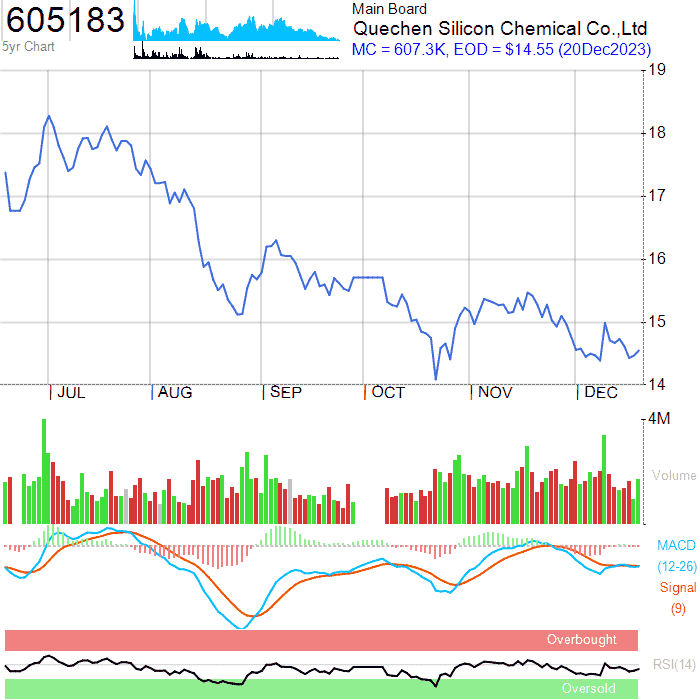 605183
5yr Chart
Main Board
Quechen Silicon Chemical Co.,Ltd
MC = 607.3K, EOD = $14.55 (20Dec2023)
19
18
17
16
15
14
JUL AUG SEP OCT NOV DEC
4M
Volume
MACD
(12-26)
Signal
(9)
Overbought
RSI(14)
Oversold